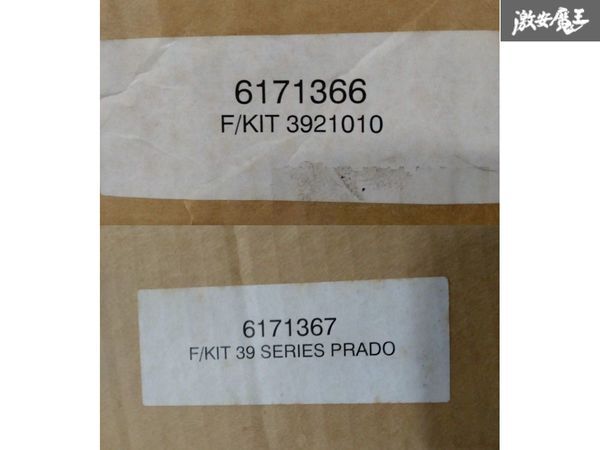 激安魔王
6171366
F/KIT 3921010
6171367
F/KIT 39 SERIES PRADO